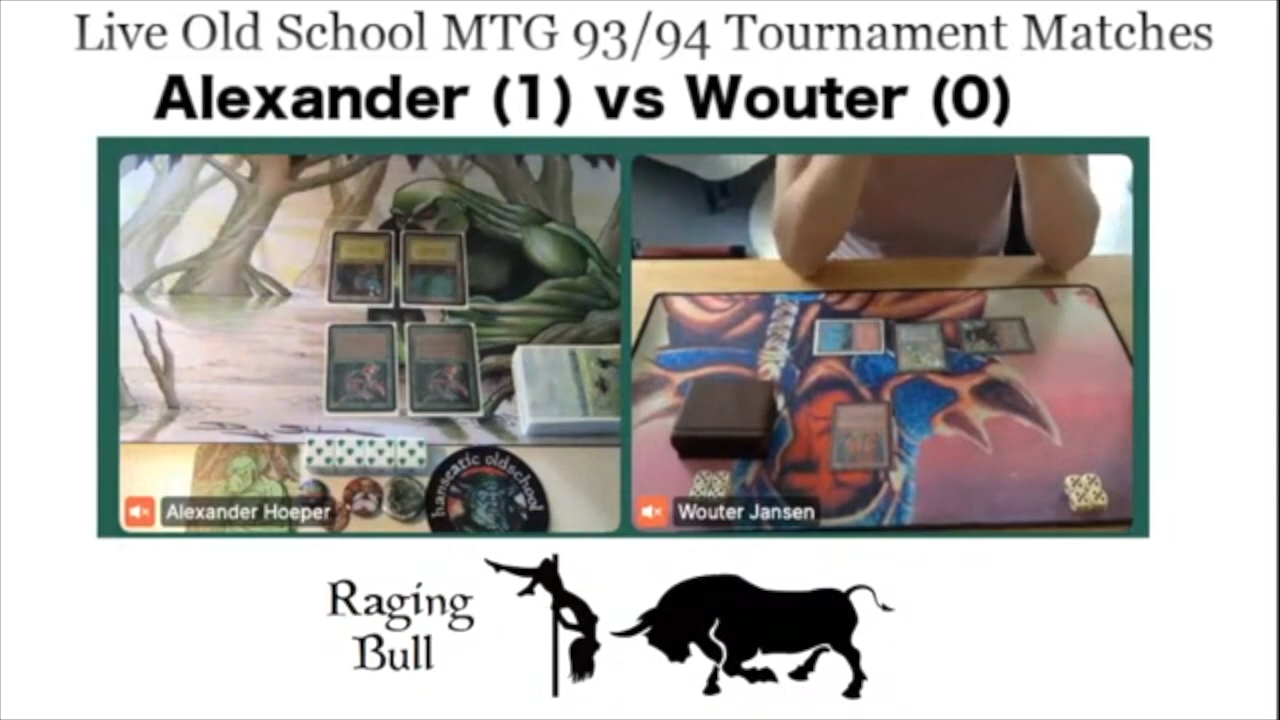 Live Old School MTG 93/94 Tournament Matches
Alexander (1) vs Wouter (0)
hanseatic oldschool
Alexander Hoeper
Wouter Jansen
Raging
Bull